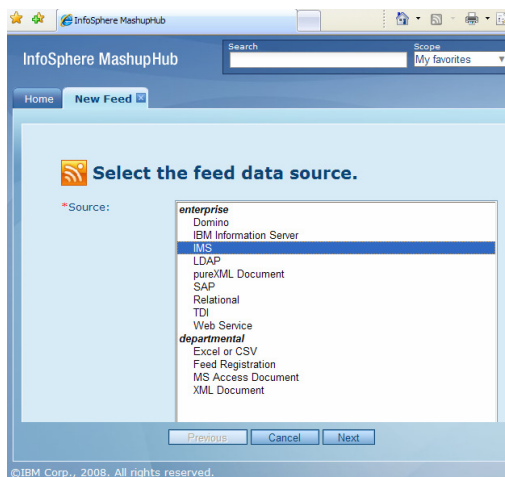 InfoSphere MashupHub
InfoSphere MashupHub
Search
Scope
My favorites
Home
New Feed
Select the feed data source.
*Source:
enterprise
Domino
IBM Information Server
IMS
LDAP
pureXML Document
SAP
Relational
TDI
Web Service
departmental
Excel or CSV
Feed Registration
MS Access Document
XML Document
Previous Cancel Next
©IBM Corp., 2008. All rights reserved.